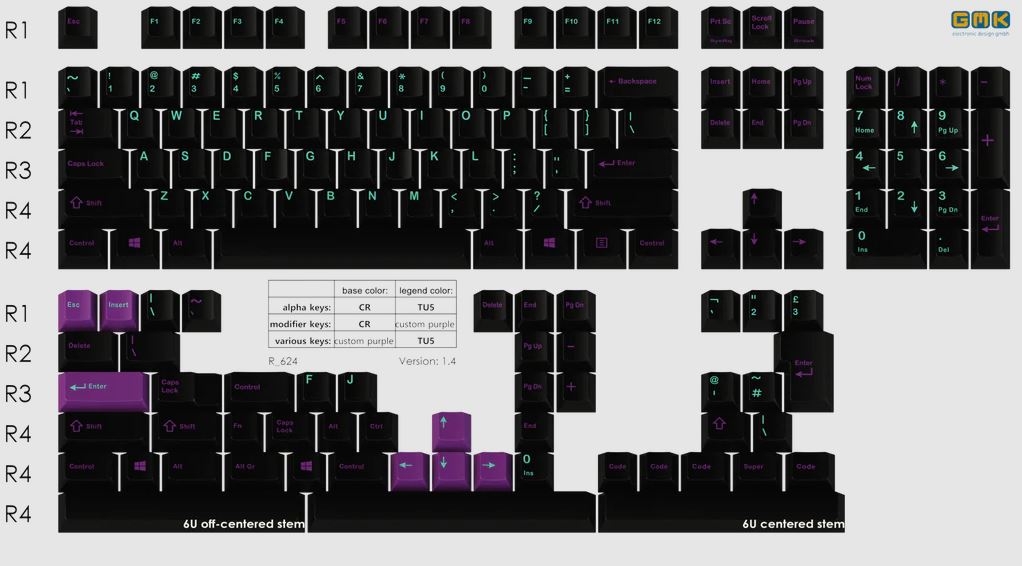 R1 Esc F1 F2 F3 F4 F5 F6 F7 F8 F9 F10 F11 F12 Prt Sc SysRq Scroll Lock Pause Break
GMK
electronic design gmbh
R1 ~ ` ! 1 @ 2 # 3 $ 4 % 5 ^ 6 & 7 * 8 ( 9 ) 0 — - + = ← Backspace Insert Home Pg Up Num Lock / * -
R2 Tab Q W E R T Y U I O P { [ } ] | \ Delete End Pg Dn 7 Home 8 ↑ 9 Pg Up +
R3 Caps Lock A S D F G H J K L : ; " ' Enter 4 ← 5 6 →
R4 Shift Z X C V B N M < , > . ? / Shift ↑ 1 End 2 ↓ 3 Pg Dn Enter
R4 Control Alt Alt Control ← ↓ → 0 Ins . Del
R1 Esc Insert | \ ~ ` Delete End Pg Dn ¬ ` " 2 £ 3
base color: legend color:
alpha keys: CR TU5
modifier keys: CR custom purple
various keys: custom purple TU5
R_624 Version: 1.4
R2 Delete | \ Pg Up - Enter
R3 Enter Caps Lock Control F J Pg Dn + @ ' ~ #
R4 Shift Shift Fn Caps Lock Alt Ctrl ↑ End | \
R4 Control Alt Alt Gr Control ← ↓ → 0 Ins Code Code Code Super Code
R4 6U off-centered stem 6U centered stem